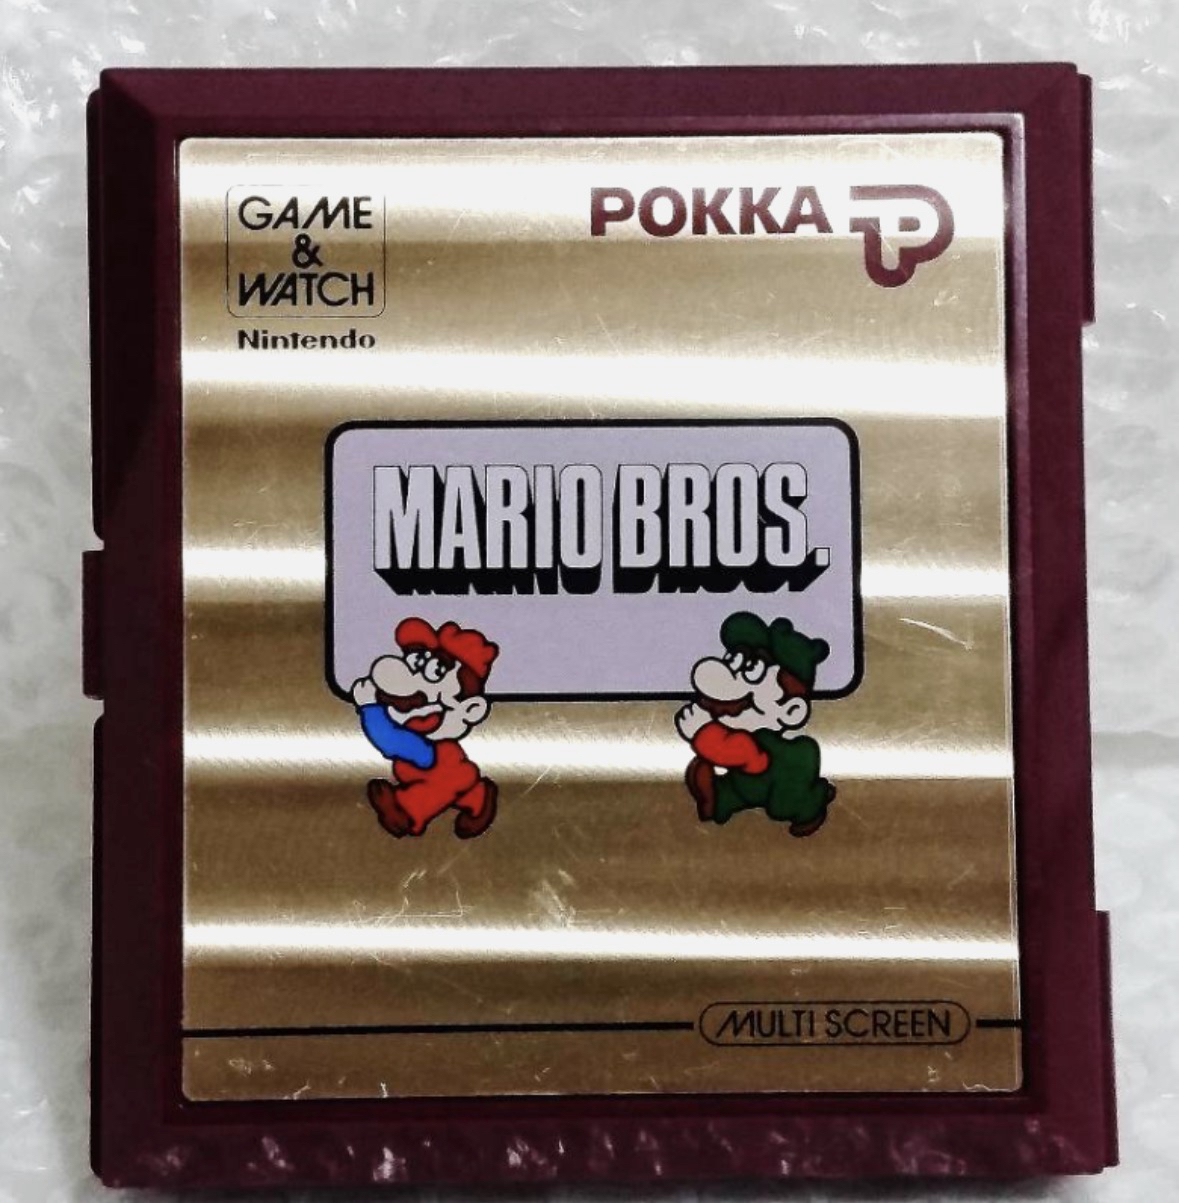 GAME
&
WATCH
Nintendo
POKKA P
MARIO BROS.
MULTI SCREEN